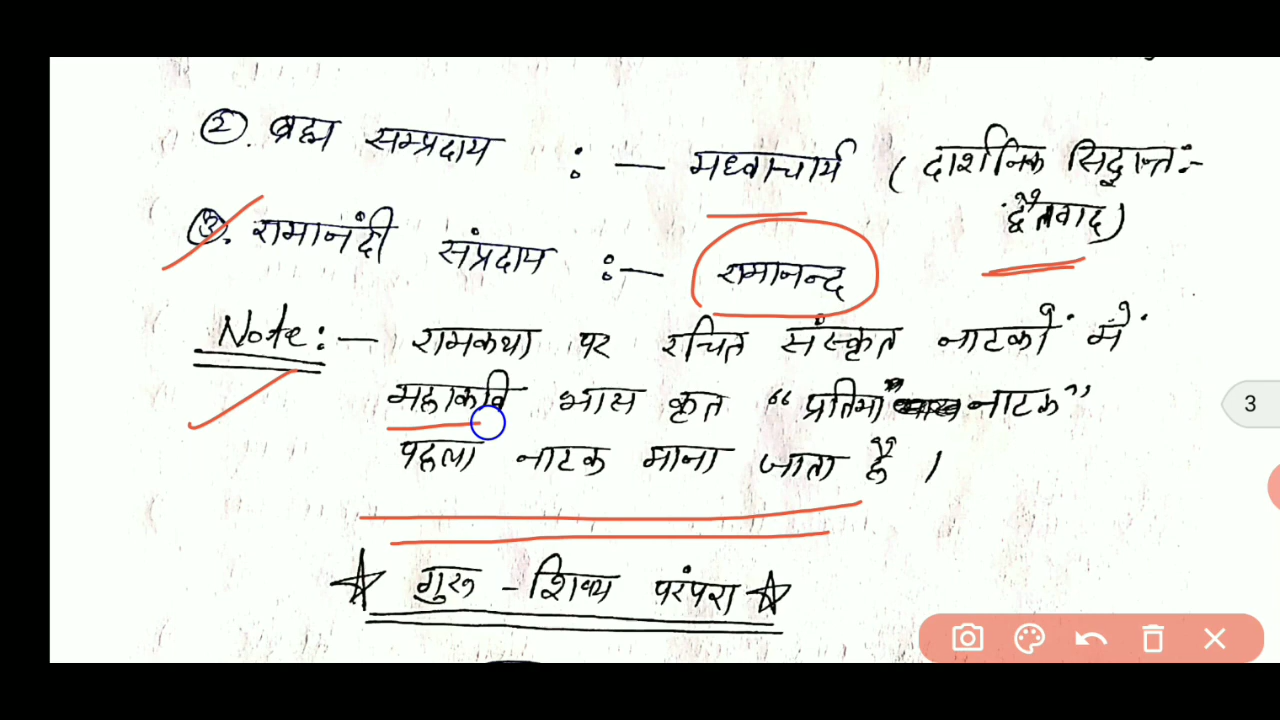 ②. ब्रह्म सम्प्रदाय :— मध्वाचार्य (दार्शनिक सिद्धान्त:-
द्वैतवाद)
③. रामानंदी संप्रदाय :— रामानन्द
Note:— रामकथा पर रचित संस्कृत नाटकों में
महाकवि भास कृत “प्रतिमा नाटक”
पहला नाटक माना जाता है ।
☆ गुरु - शिष्य परंपरा ☆
3